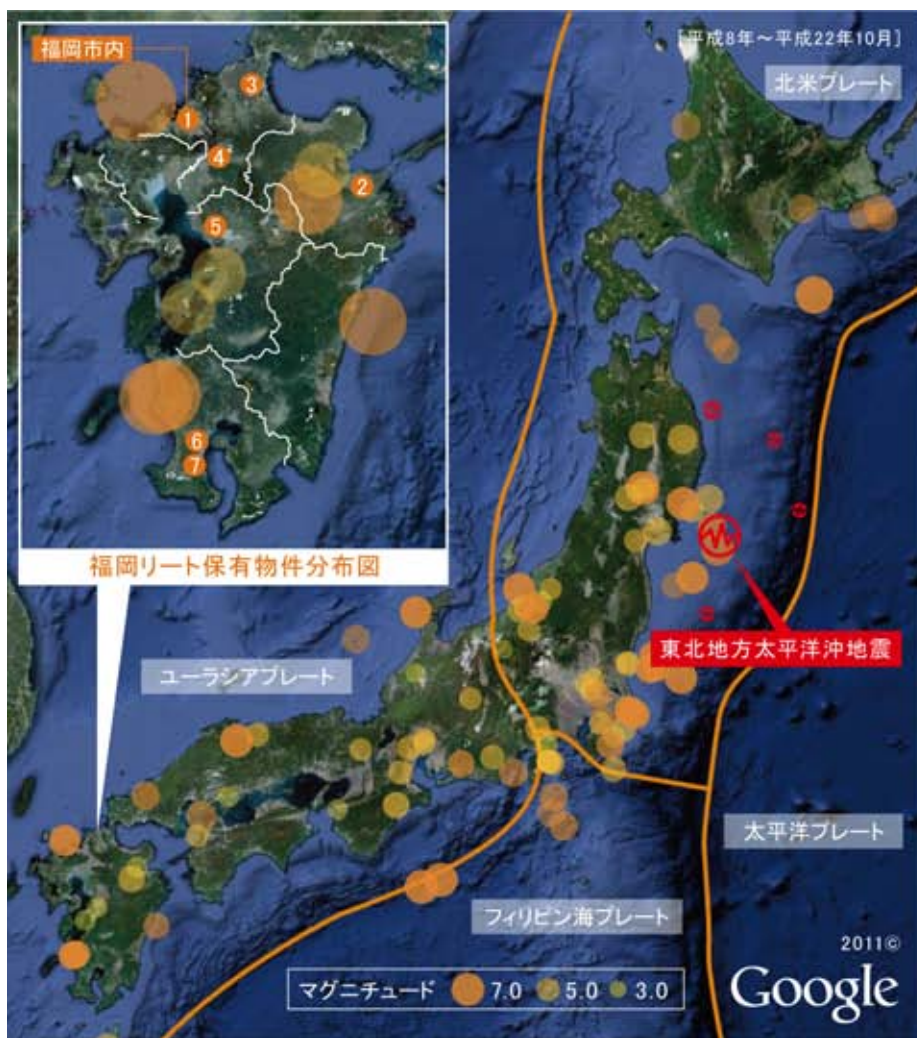 福岡市内
1
3
4
2
5
6
7
福岡リート保有物件分布図
[平成8年～平成22年10月]
北米プレート
東北地方太平洋沖地震
ユーラシアプレート
太平洋プレート
フィリピン海プレート
マグニチュード 7.0 5.0 3.0
2011©
Google